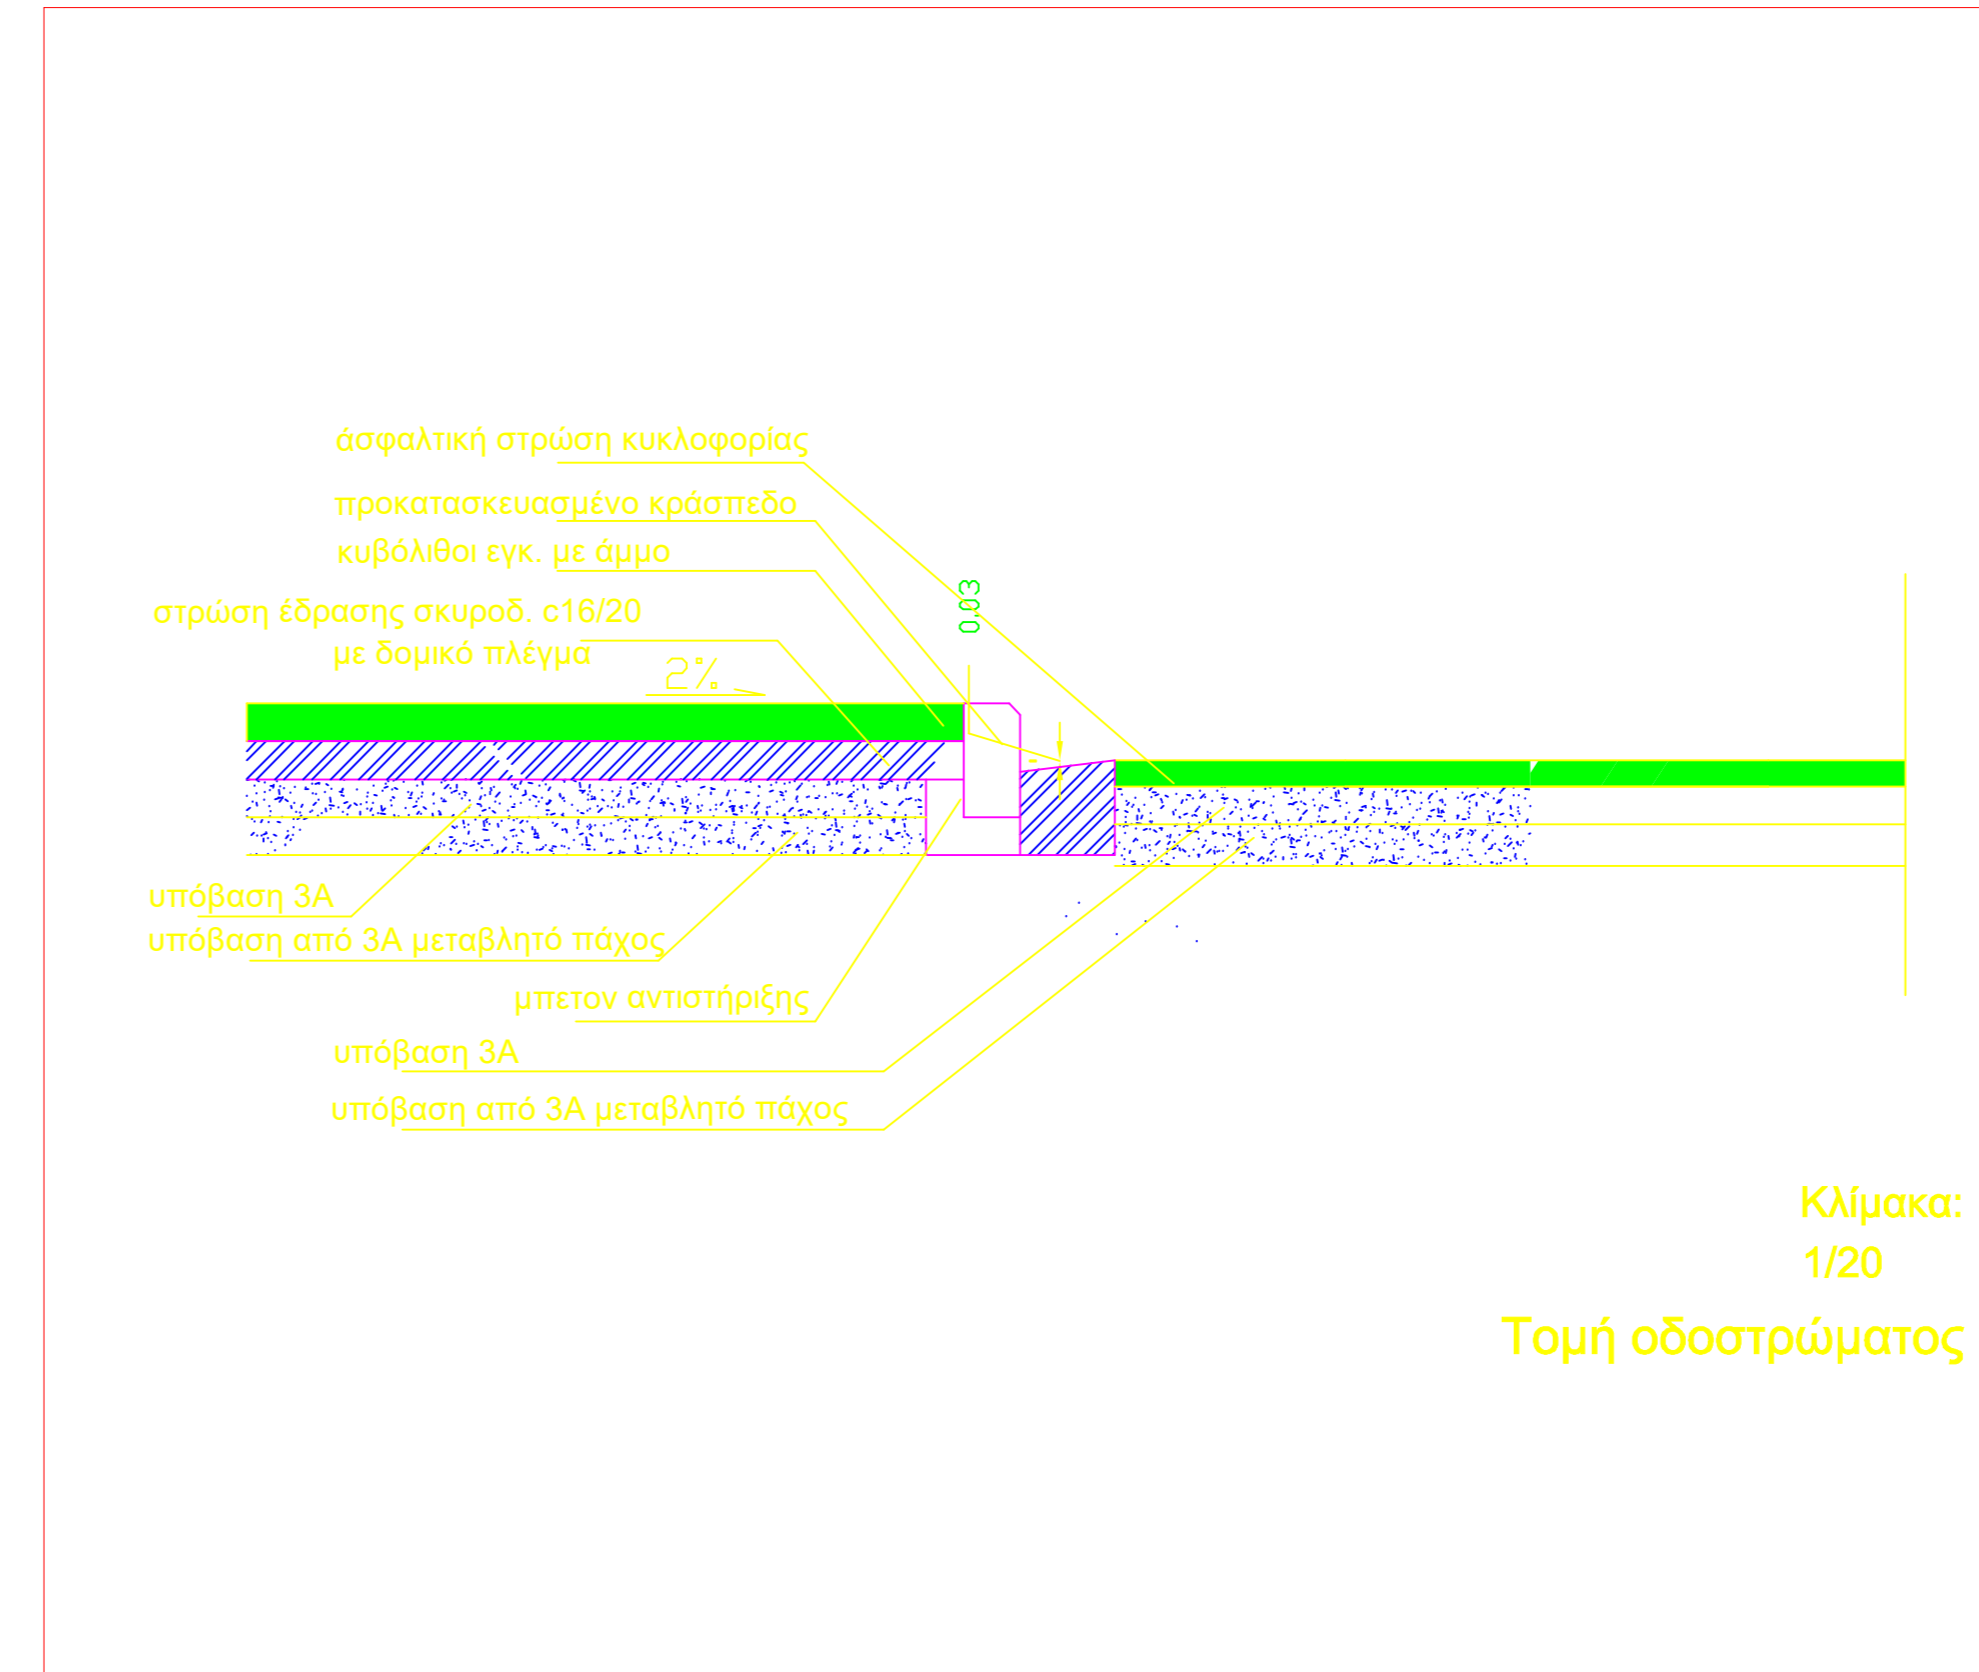 άσφαλτική στρώση κυκλοφορίας
προκατασκευασμένο κράσπεδο
κυβόλιθοι εγκ. με άμμο
0.03
στρώση έδρασης σκυροδ. c16/20
με δομικό πλέγμα
2%
υπόβαση 3Α
υπόβαση από 3Α μεταβλητό πάχος
μπετον αντιστήριξης
υπόβαση 3Α
υπόβαση από 3Α μεταβλητό πάχος
Κλίμακα:
1/20
Τομή οδοστρώματος